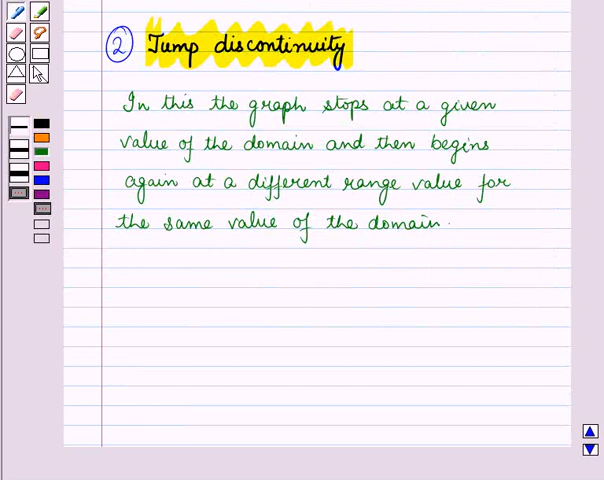 2 Jump discontinuity
In this the graph stops at a given
value of the domain and then begins
again at a different range value for
the same value of the domain.